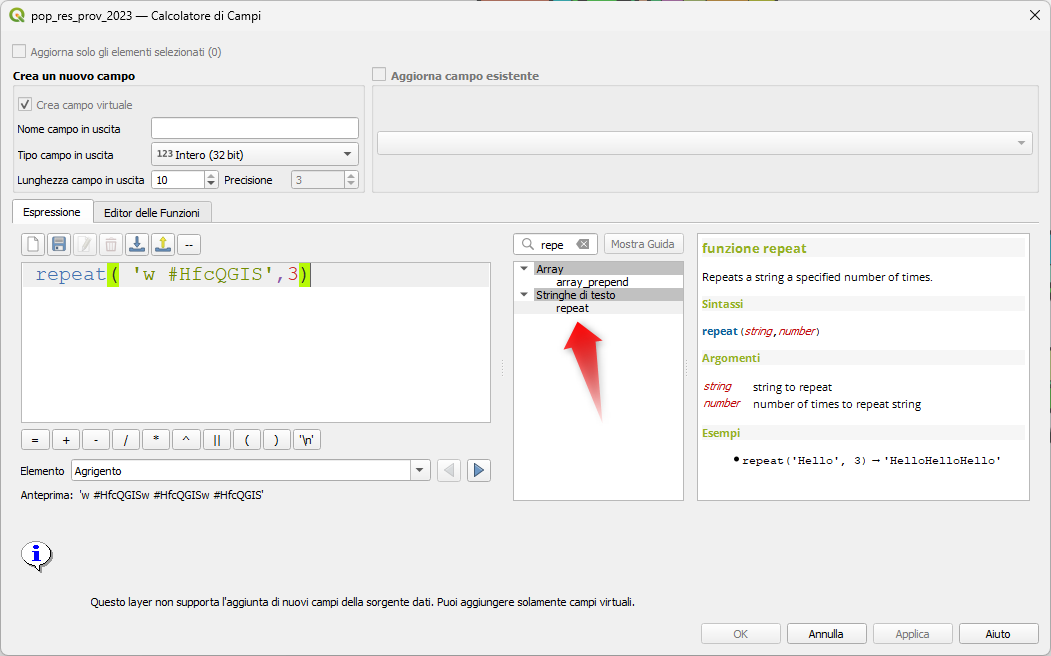 pop_res_prov_2023 — Calcolatore di Campi
Aggiorna solo gli elementi selezionati (0)
Crea un nuovo campo
Aggiorna campo esistente
Crea campo virtuale
Nome campo in uscita
Tipo campo in uscita
123 Intero (32 bit)
Lunghezza campo in uscita 10 Precisione 3
Espressione Editor delle Funzioni
--
repe Mostra Guida
repeat( 'w #HfcQGIS',3)
Array
array_prepend
Stringhe di testo
repeat
funzione repeat
Repeats a string a specified number of times.
Sintassi
repeat(string,number)
Argomenti
string string to repeat
number number of times to repeat string
Esempi
repeat('Hello', 3) → 'HelloHelloHello'
= + - / * ^ || ( ) '\n'
Elemento Agrigento
Anteprima: 'w #HfcQGISw #HfcQGISw #HfcQGIS'
Questo layer non supporta l'aggiunta di nuovi campi della sorgente dati. Puoi aggiungere solamente campi virtuali.
OK Annulla Applica Aiuto